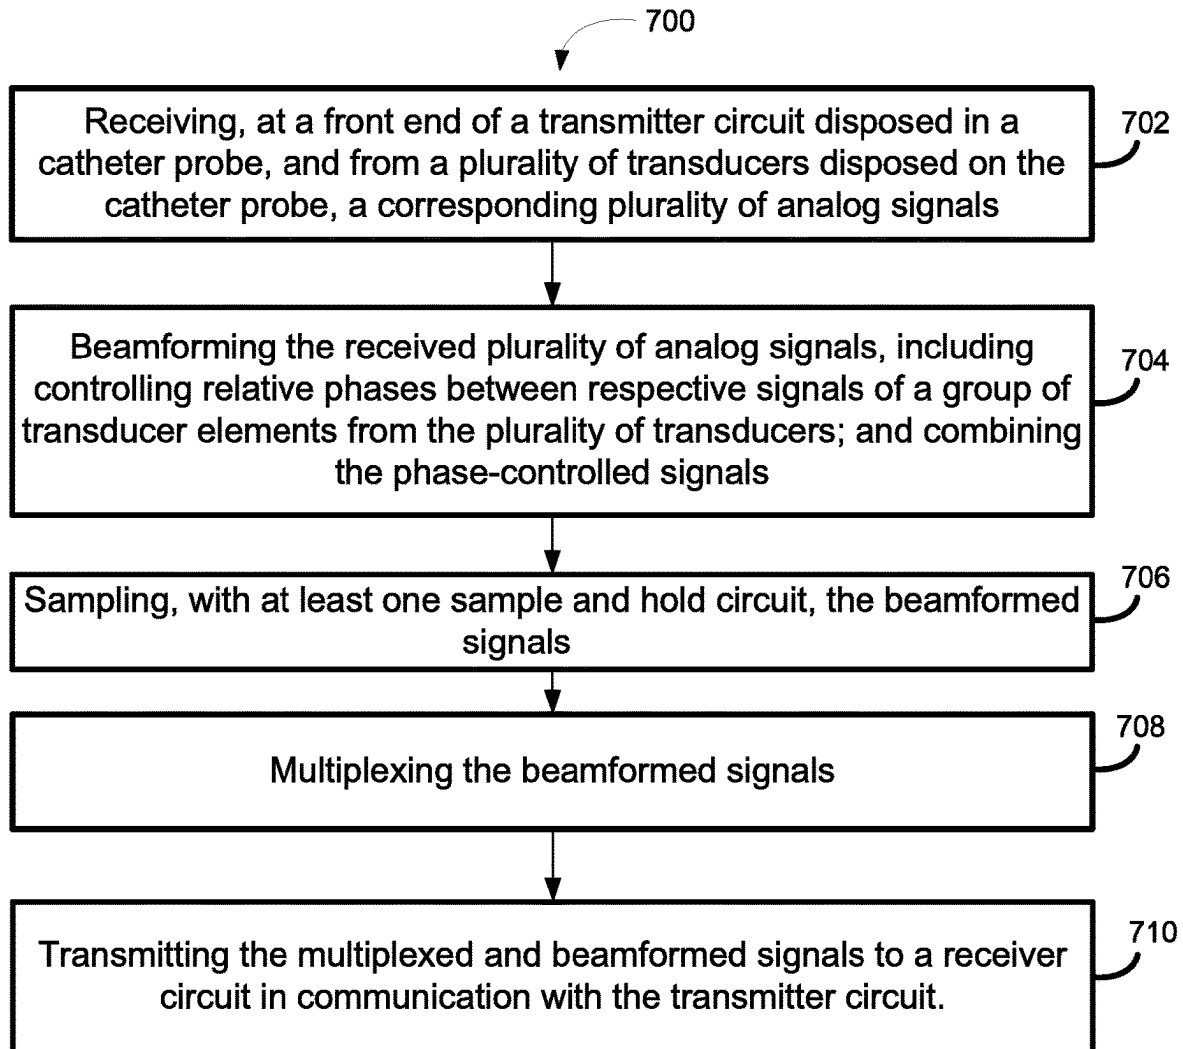 700
Receiving, at a front end of a transmitter circuit disposed in a
catheter probe, and from a plurality of transducers disposed on the
catheter probe, a corresponding plurality of analog signals
702
Beamforming the received plurality of analog signals, including
controlling relative phases between respective signals of a group of
transducer elements from the plurality of transducers; and combining
the phase-controlled signals
704
Sampling, with at least one sample and hold circuit, the beamformed
signals
706
Multiplexing the beamformed signals
708
Transmitting the multiplexed and beamformed signals to a receiver
circuit in communication with the transmitter circuit.
710